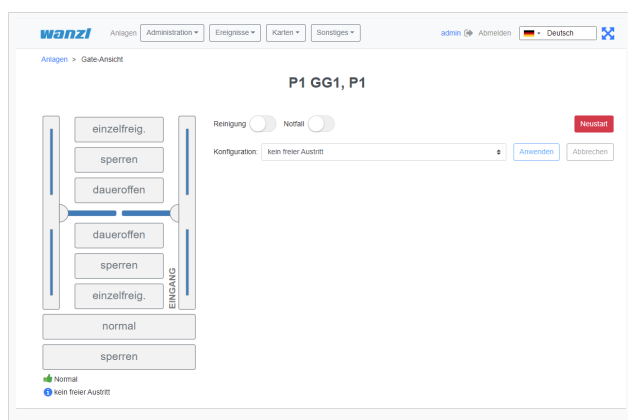 wanzl Anlagen Administration Ereignisse Karten Sonstiges admin Abmelden Deutsch
Anlagen > Gate-Ansicht
P1 GG1, P1
Reinigung Notfall Neustart
Konfiguration: kein freier Austritt Anwenden Abbrechen
einzelfreig.
sperren
daueroffen
daueroffen
sperren
einzelfreig.
EINGANG
normal
sperren
Normal
kein freier Austritt